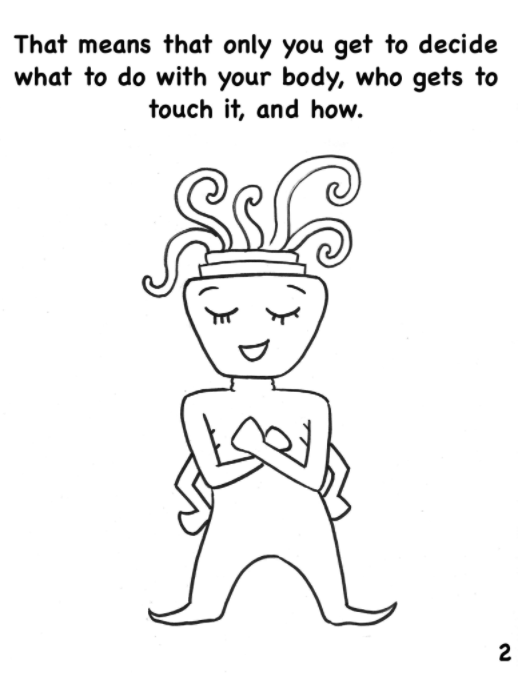 That means that only you get to decide
what to do with your body, who gets to
touch it, and how.
2